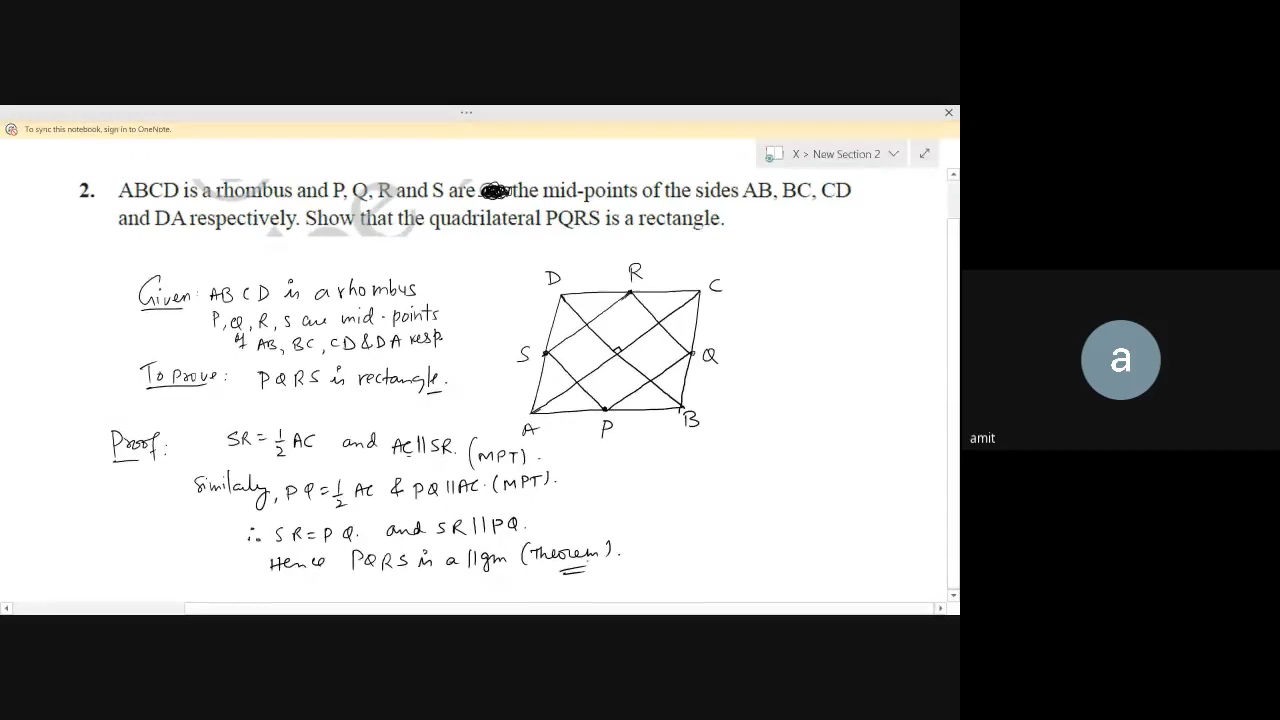 To sync this notebook, sign in to OneNote.
X > New Section 2
2. ABCD is a rhombus and P, Q, R and S are the mid-points of the sides AB, BC, CD
and DA respectively. Show that the quadrilateral PQRS is a rectangle.
Given: ABCD is a rhombus
P, Q, R, S are mid-points
of AB, BC, CD & DA resp.
To prove: PQRS is rectangle.
D R C
S Q
A P B
Proof: SR = 1/2 AC and AC || SR. (MPT).
Similarly, PQ = 1/2 AC & PQ || AC. (MPT).
∴ SR = PQ. and SR || PQ.
Hence PQRS is a ||gm (Theorem).
a
amit